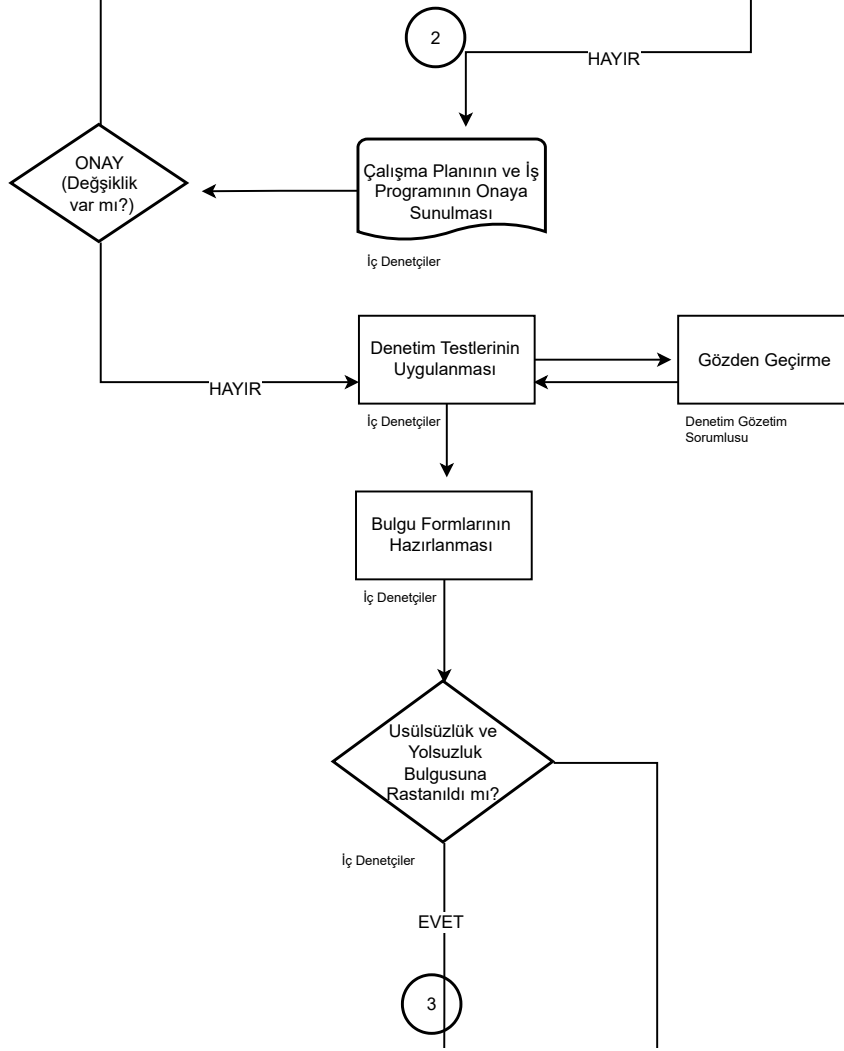 2
HAYIR
ONAY
(Değşiklik
var mı?)
Çalışma Planının ve İş
Programının Onaya
Sunulması
İç Denetçiler
Denetim Testlerinin
Uygulanması
Gözden Geçirme
HAYIR
İç Denetçiler
Denetim Gözetim
Sorumlusu
Bulgu Formlarının
Hazırlanması
İç Denetçiler
Usülsüzlük ve
Yolsuzluk
Bulgusuna
Rastanıldı mı?
İç Denetçiler
EVET
3